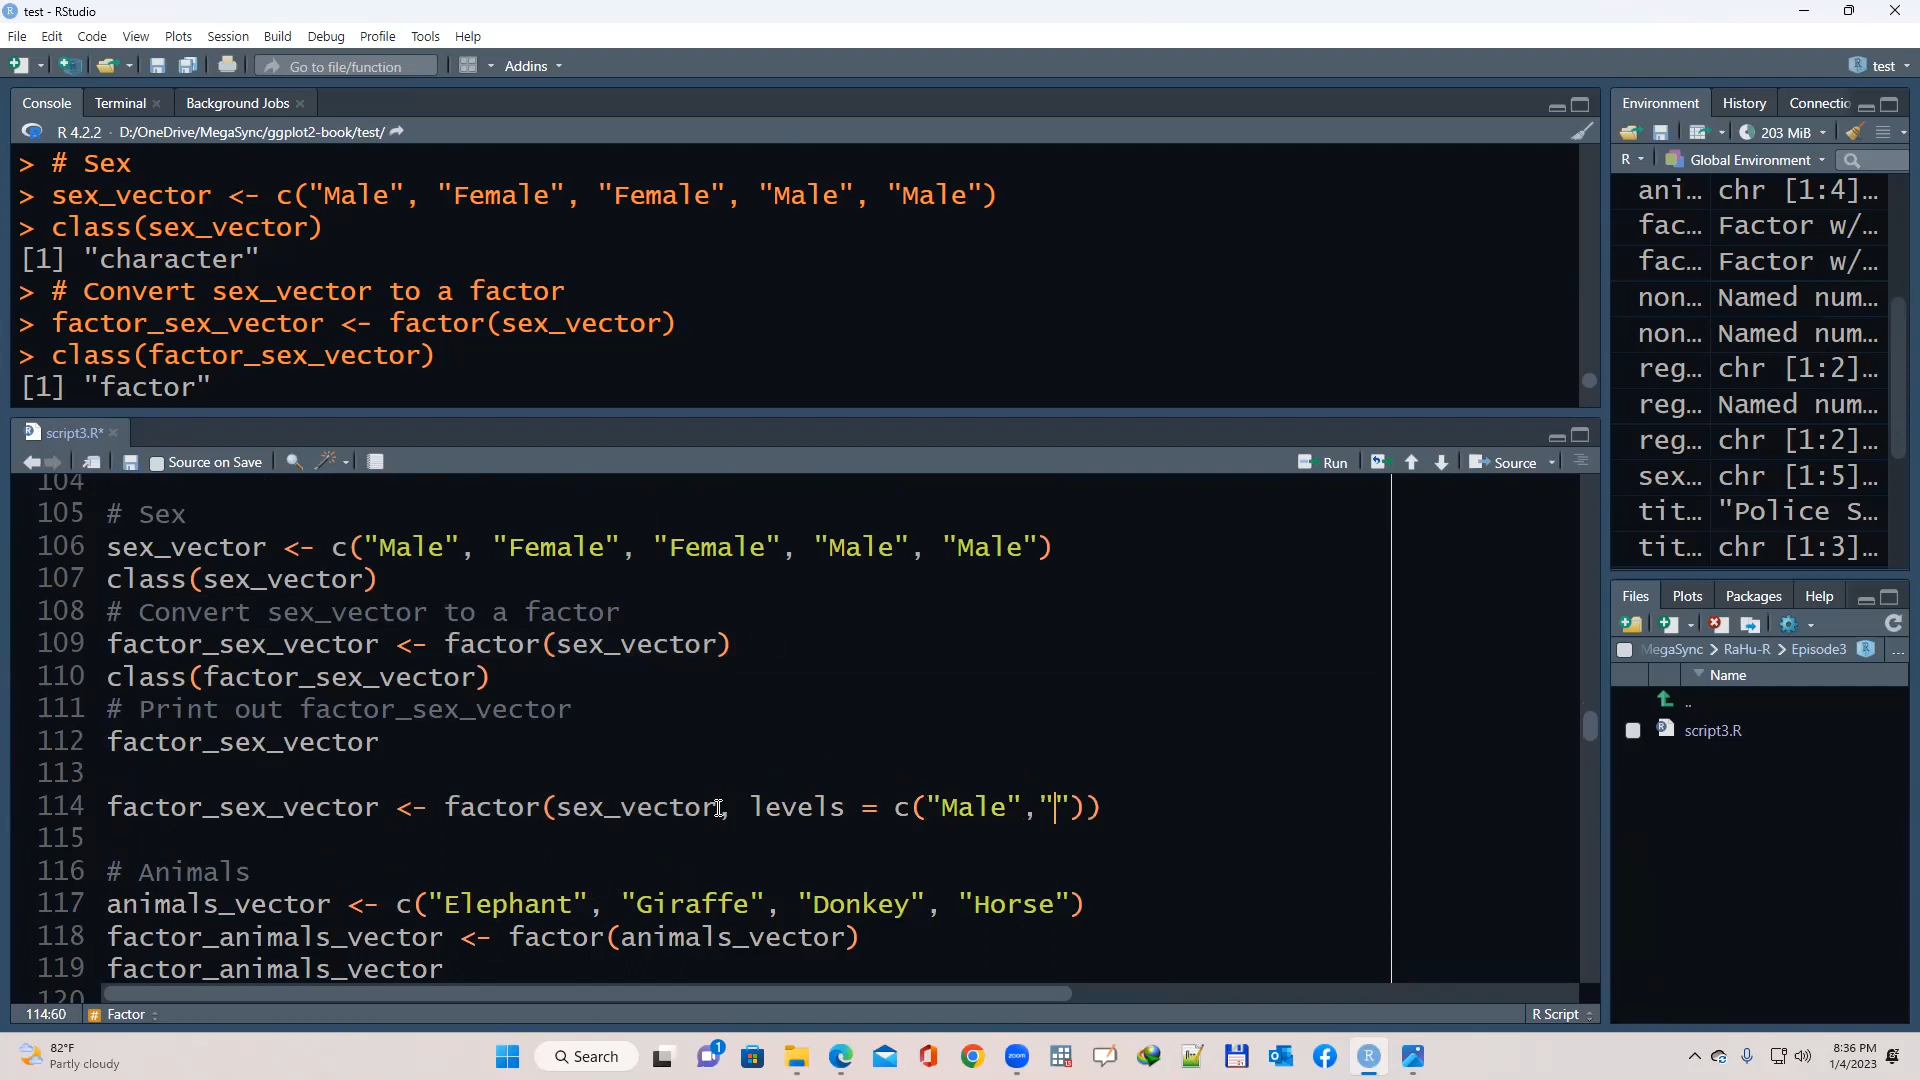 test - RStudio
File Edit Code View Plots Session Build Debug Profile Tools Help
Go to file/function Addins test
Console Terminal Background Jobs
R 4.2.2 · D:/OneDrive/MegaSync/ggplot2-book/test/
> # Sex
> sex_vector <- c("Male", "Female", "Female", "Male", "Male")
> class(sex_vector)
[1] "character"
> # Convert sex_vector to a factor
> factor_sex_vector <- factor(sex_vector)
> class(factor_sex_vector)
[1] "factor"
script3.R*
Source on Save Run Source
104
105 # Sex
106 sex_vector <- c("Male", "Female", "Female", "Male", "Male")
107 class(sex_vector)
108 # Convert sex_vector to a factor
109 factor_sex_vector <- factor(sex_vector)
110 class(factor_sex_vector)
111 # Print out factor_sex_vector
112 factor_sex_vector
113
114 factor_sex_vector <- factor(sex_vector, levels = c("Male",""))
115
116 # Animals
117 animals_vector <- c("Elephant", "Giraffe", "Donkey", "Horse")
118 factor_animals_vector <- factor(animals_vector)
119 factor_animals_vector
120
114:60 # Factor R Script
Environment History Connectio
203 MiB
R Global Environment
ani... chr [1:4]...
fac... Factor w/...
fac... Factor w/...
non... Named num...
non... Named num...
reg... chr [1:2]...
reg... Named num...
reg... chr [1:2]...
sex... chr [1:5]...
tit... "Police S...
tit... chr [1:3]...
Files Plots Packages Help
MegaSync > RaHu-R > Episode3 ...
Name
..
script3.R
82°F
Partly cloudy
Search
1
zoom
8:36 PM
1/4/2023